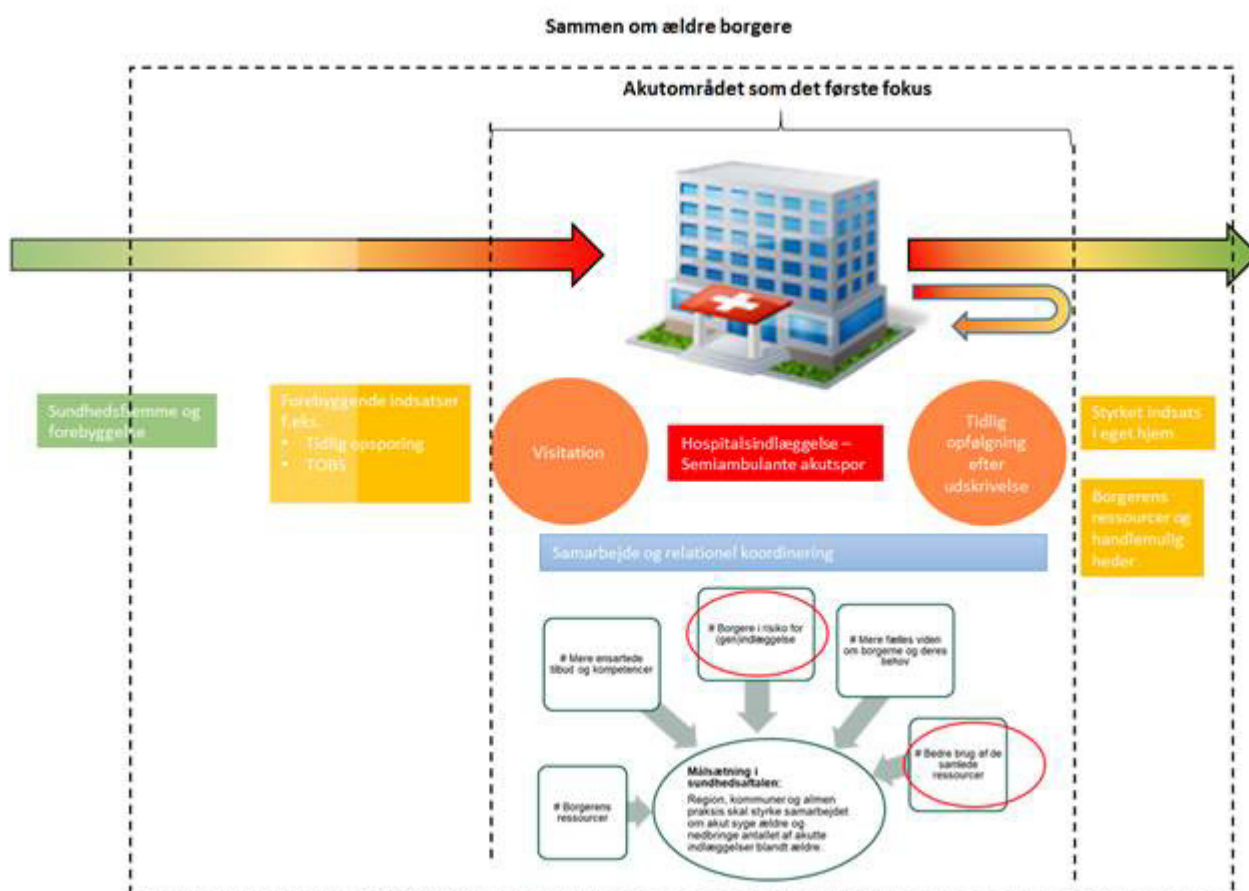 Sammen om ældre borgere
Akutområdet som det første fokus
Sundhedsfremme og
forebyggelse
Forebyggende indsatser
f.eks.
• Tidlig opsporing
• TOBS
Visitation
Hospitalsindlæggelse –
Semiambulante akutspor
Tidlig
opfølgning
efter
udskrivelse
Styrket indsats
i eget hjem
Borgerens
ressourcer og
handlemulig
heder
Samarbejde og relationel koordinering
# Mere ensartede
tilbud og kompetencer
# Borgere i risiko for
(gen)indlæggelse
# Mere fælles viden
om borgerne og deres
behov
# Bedre brug af de
samlede
ressourcer
# Borgerens
ressourcer
Målsætning i
sundhedsaftalen:
Region, kommuner og almen
praksis skal styrke samarbejdet
om akut syge ældre og
nedbringe antallet af akutte
indlæggelser blandt ældre.